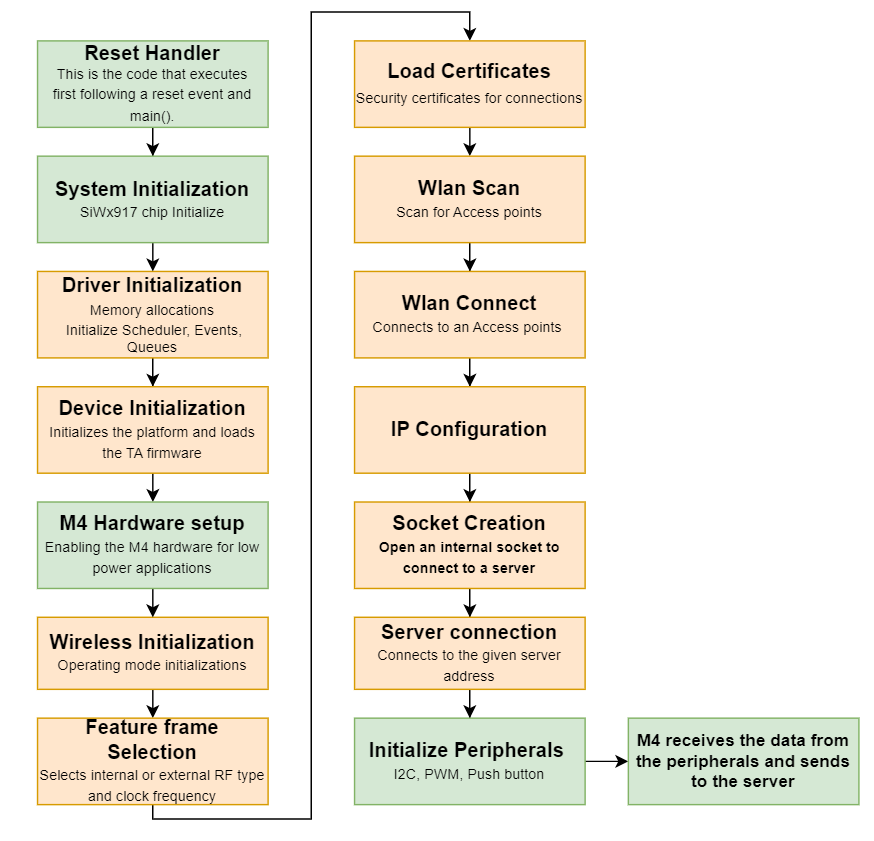 Reset Handler
This is the code that executes
first following a reset event and
main().
System Initialization
SiWx917 chip Initialize
Driver Initialization
Memory allocations
Initialize Scheduler, Events,
Queues
Device Initialization
Initializes the platform and loads
the TA firmware
M4 Hardware setup
Enabling the M4 hardware for low
power applications
Wireless Initialization
Operating mode initializations
Feature frame
Selection
Selects internal or external RF type
and clock frequency
Load Certificates
Security certificates for connections
Wlan Scan
Scan for Access points
Wlan Connect
Connects to an Access points
IP Configuration
Socket Creation
Open an internal socket to
connect to a server
Server connection
Connects to the given server
address
Initialize Peripherals
I2C, PWM, Push button
M4 receives the data from
the peripherals and sends
to the server